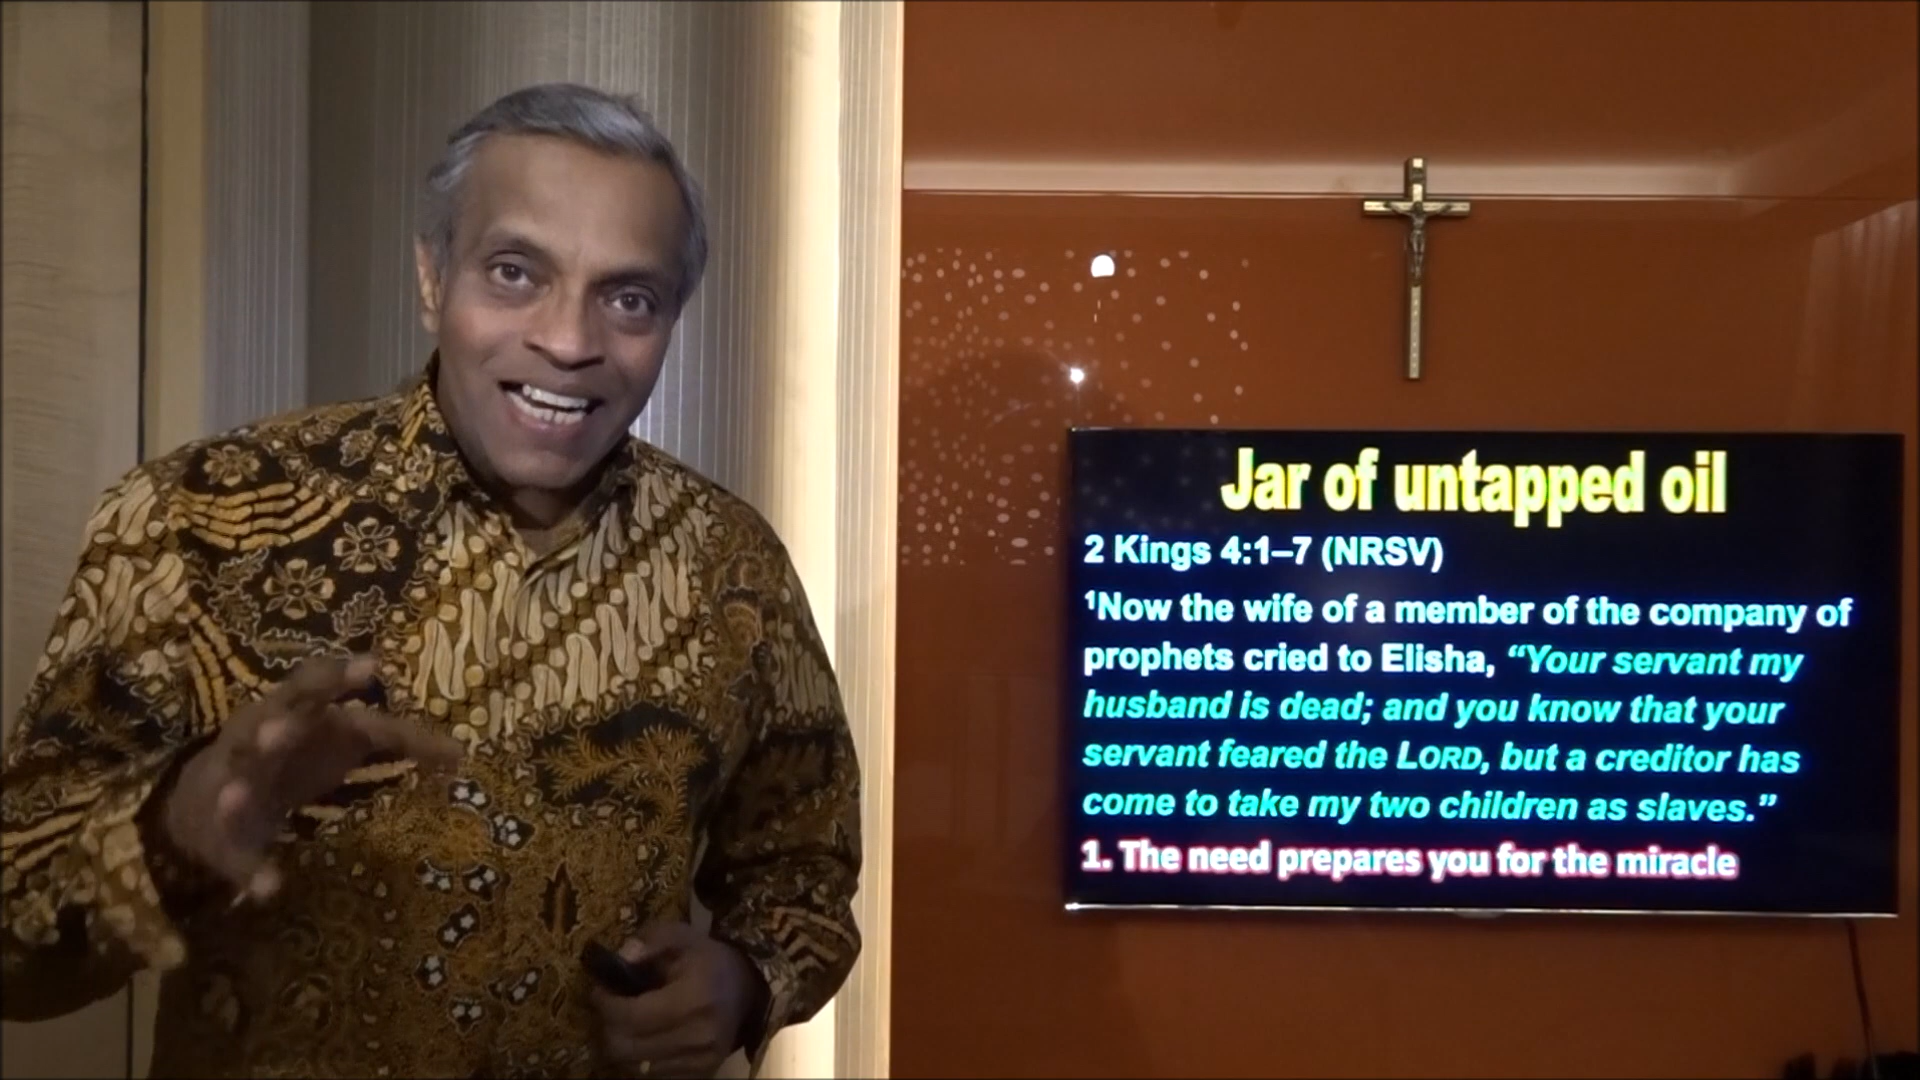 Jar of untapped oil
2 Kings 4:1–7 (NRSV)
¹Now the wife of a member of the company of
prophets cried to Elisha, “Your servant my
husband is dead; and you know that your
servant feared the LORD, but a creditor has
come to take my two children as slaves.”
1. The need prepares you for the miracle